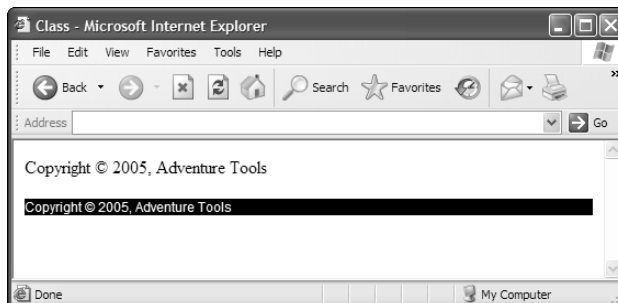 Class - Microsoft Internet Explorer
File Edit View Favorites Tools Help
Back Search Favorites »
Address Go
Copyright © 2005, Adventure Tools
Copyright © 2005, Adventure Tools
Done My Computer